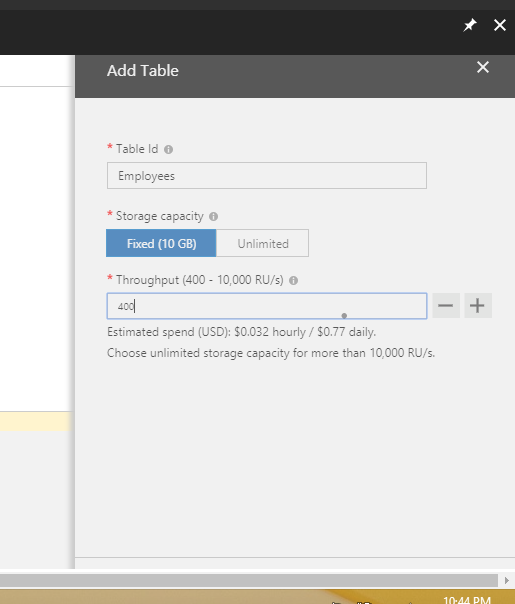 Add Table
* Table Id
Employees
* Storage capacity
Fixed (10 GB) Unlimited
* Throughput (400 - 10,000 RU/s)
400
Estimated spend (USD): $0.032 hourly / $0.77 daily.
Choose unlimited storage capacity for more than 10,000 RU/s.
10:44 PM